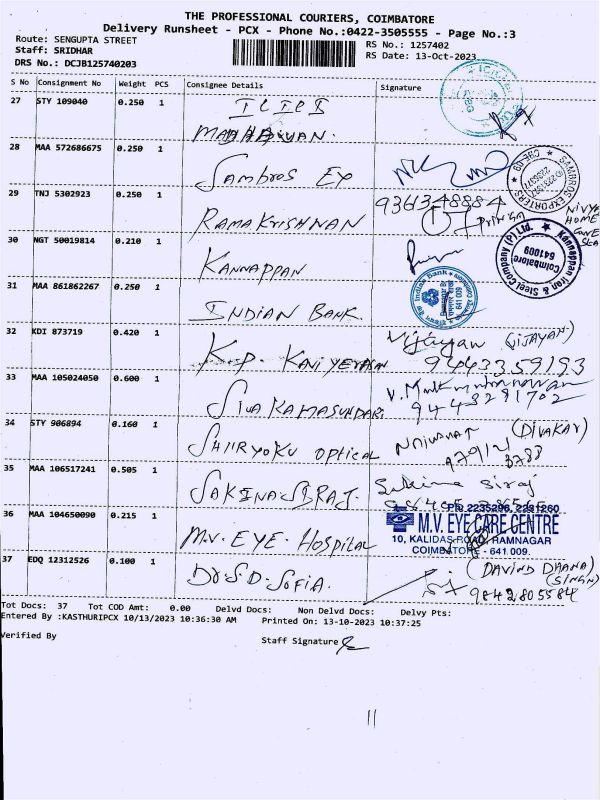 THE PROFESSIONAL COURIERS, COIMBATORE
Delivery Runsheet - PCX - Phone No.:0422-3505555 - Page No.:3
Route: SENGUPTA STREET
Staff: SRIDHAR
DRS No.: DCJB125740203
RS No.: 1257402
RS Date: 13-Oct-2023
S No Consignment No Weight PCS Consignee Details Signature
27 STY 109040 0.250 1
28 MAA 572686675 0.250 1 Sambros Ex
29 TNJ 5302923 0.250 1 RAMAKRISHNAN 9361348884
30 NGT 50019814 0.210 1 KANNAPPAN
31 MAA 861862267 0.250 1 INDIAN BANK
32 KDI 873719 0.420 1 K.P. Vijayan (VIJAYAN)
9443359193
33 MAA 105024050 0.600 1 SIVAKAMASUNDARI
9443291702
34 STY 906894 0.160 1 SHIIRYOKU OPTICAL (DIVAKAR)
35 MAA 106517241 0.505 1 SAKINA SIRAJ. Sakina Siraj
36 MAA 104650090 0.215 1 M.V. EYE. Hospital
M.V. EYE CARE CENTRE
10, KALIDAS ROAD, RAMNAGAR
COIMBATORE - 641 009.
37 EDQ 12312526 0.100 1 Dr.S.D.SOFIA.
9842805584
Tot Docs: 37 Tot COD Amt: 0.00 Delvd Docs: Non Delvd Docs: Delvy Pts:
Entered By :KASTHURIPCX 10/13/2023 10:36:30 AM Printed On: 13-10-2023 10:37:25
Verified By Staff Signature